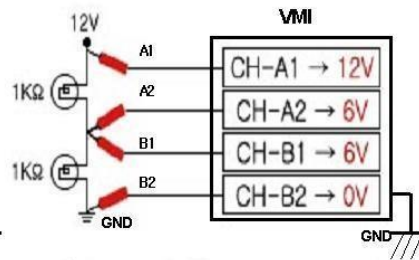 VMI
12V
A1
CH-A1 → 12V
1KΩ
A2
CH-A2 → 6V
B1
CH-B1 → 6V
1KΩ
B2
CH-B2 → 0V
GND
GND